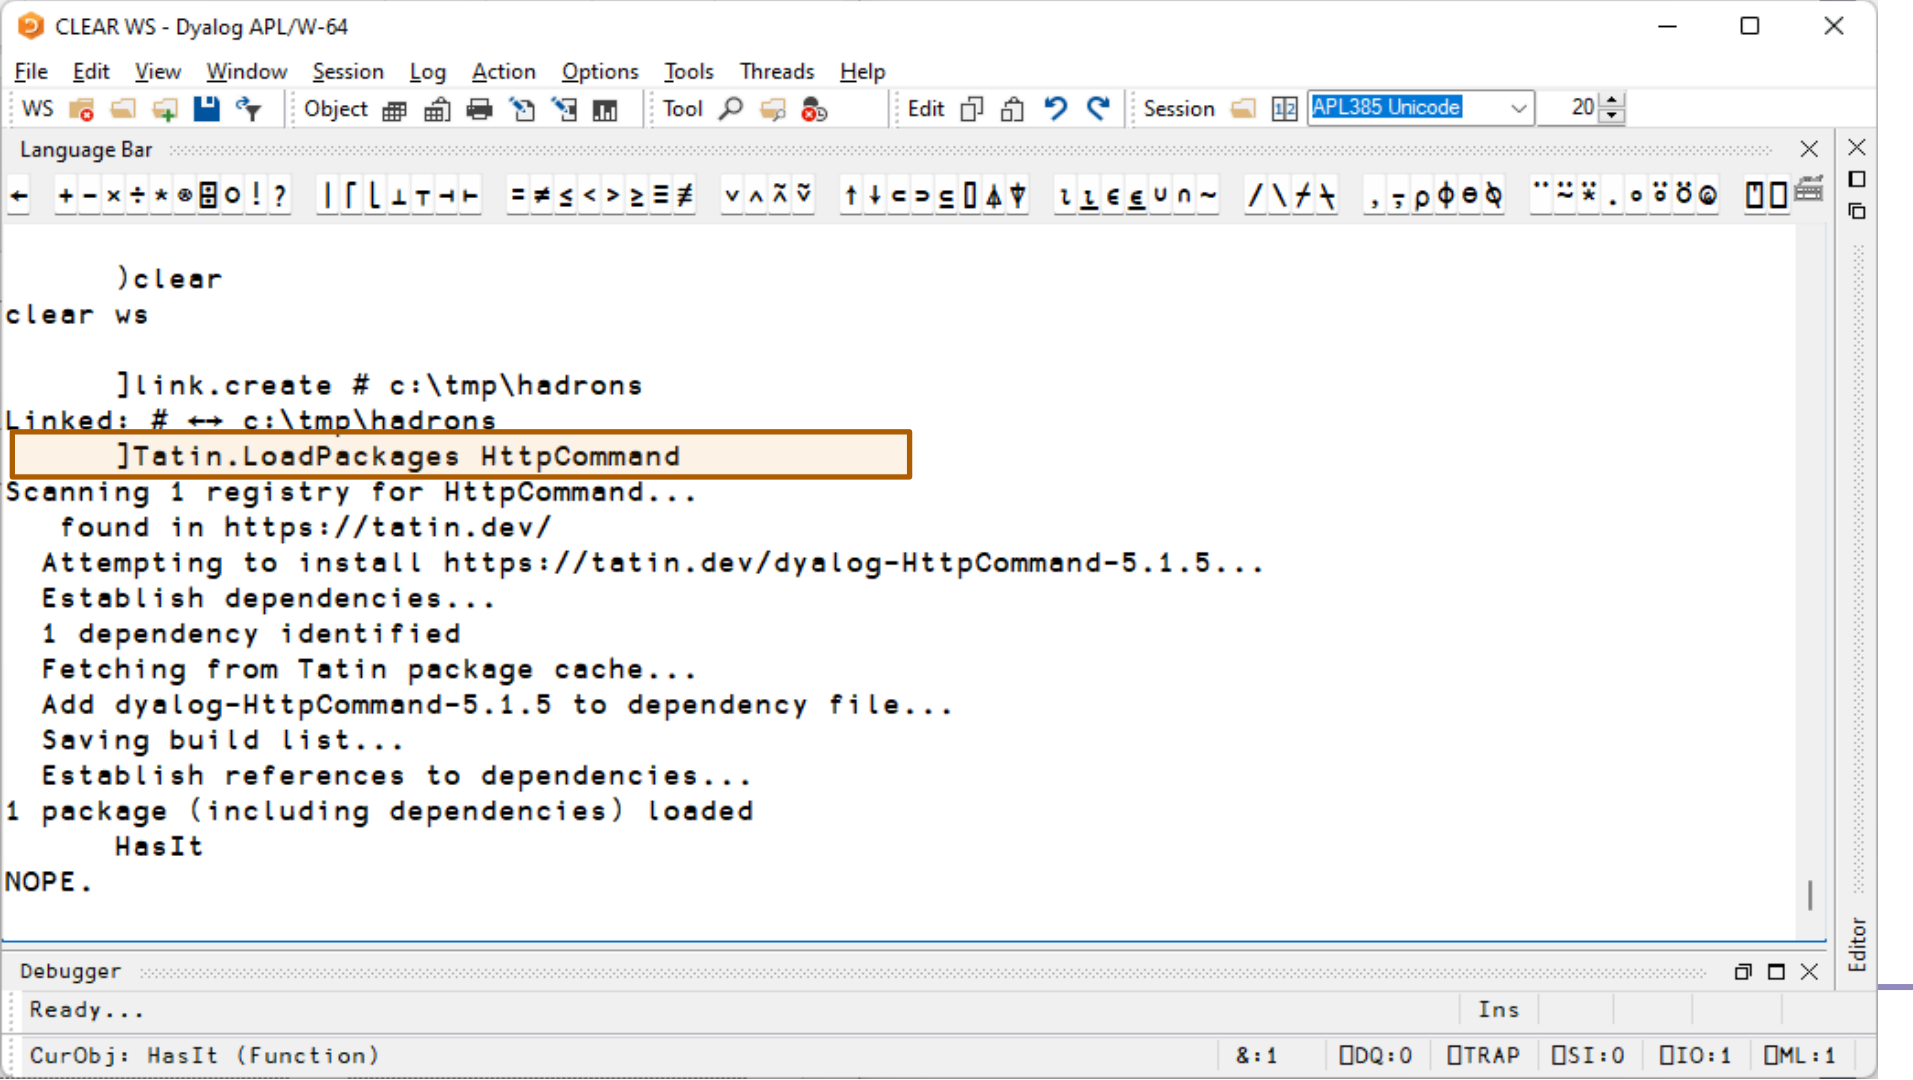 CLEAR WS - Dyalog APL/W-64
File Edit View Window Session Log Action Options Tools Threads Help
WS Object Tool Edit Session APL385 Unicode 20
Language Bar
← + - × ÷ * ⍟ ⌹ ○ ! ? | ⌈ ⌊ ⊥ ⊤ ⊣ ⊢ = ≠ ≤ < > ≥ ≡ ≢ ∨ ∧ ⍲ ⍱ ↑ ↓ ⊂ ⊃ ⊆ ⌷ ⍋ ⍒ ⍳ ⍸ ∊ ⍷ ∪ ∩ ~ / \ ⌿ ⍀ , ⍪ ⍴ ⌽ ⊖ ⍉ ¨ ⍨ ⍣ . ∘ ⍤ ⍥ @ ⍞ ⎕
)clear
clear ws
]link.create # c:\tmp\hadrons
Linked: # ←→ c:\tmp\hadrons
]Tatin.LoadPackages HttpCommand
Scanning 1 registry for HttpCommand...
found in https://tatin.dev/
Attempting to install https://tatin.dev/dyalog-HttpCommand-5.1.5...
Establish dependencies...
1 dependency identified
Fetching from Tatin package cache...
Add dyalog-HttpCommand-5.1.5 to dependency file...
Saving build list...
Establish references to dependencies...
1 package (including dependencies) loaded
HasIt
NOPE.
Editor
Debugger
Ready... Ins
CurObj: HasIt (Function) &:1 ⎕DQ:0 ⎕TRAP ⎕SI:0 ⎕IO:1 ⎕ML:1